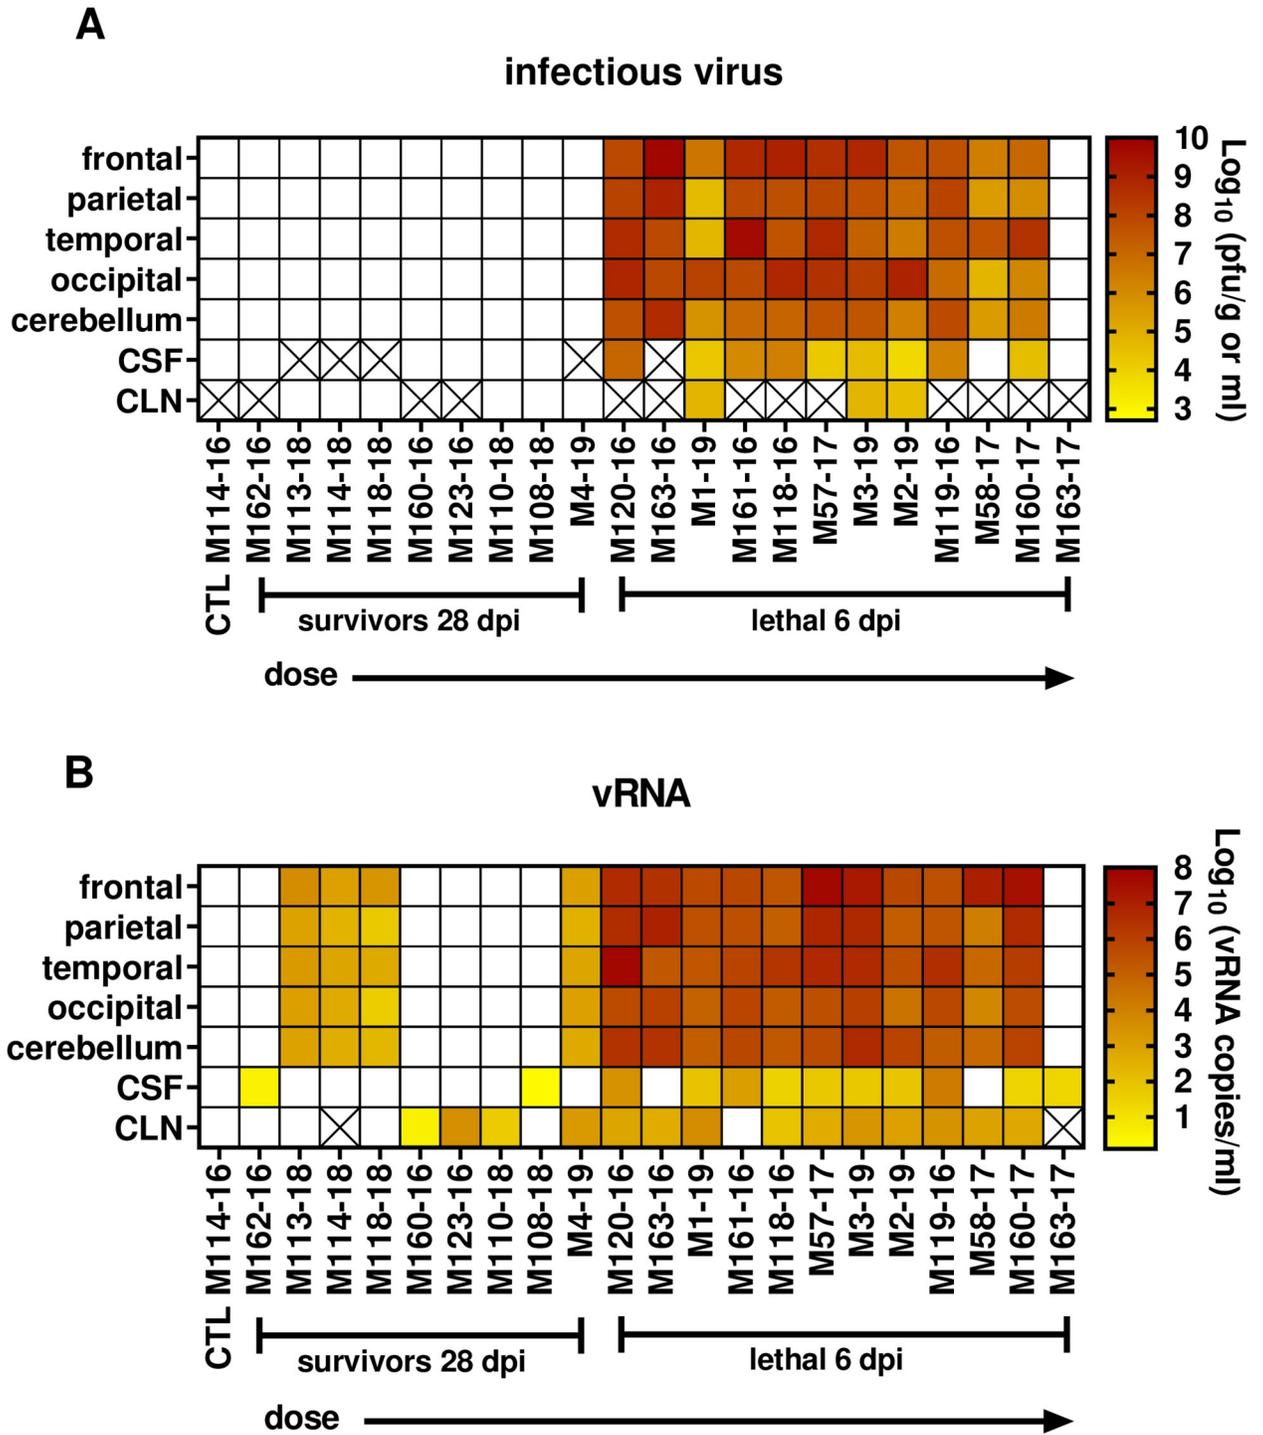 A
infectious virus
frontal
parietal
temporal
occipital
cerebellum
CSF
CLN
10
9
8
7
6
5
4
3
Log10 (pfu/g or ml)
M114-16
M162-16
M113-18
M114-18
M118-18
M160-16
M123-16
M110-18
M108-18
M4-19
M120-16
M163-16
M1-19
M161-16
M118-16
M57-17
M3-19
M2-19
M119-16
M58-17
M160-17
M163-17
CTL
survivors 28 dpi
lethal 6 dpi
dose
B
vRNA
frontal
parietal
temporal
occipital
cerebellum
CSF
CLN
8
7
6
5
4
3
2
1
Log10 (vRNA copies/ml)
M114-16
M162-16
M113-18
M114-18
M118-18
M160-16
M123-16
M110-18
M108-18
M4-19
M120-16
M163-16
M1-19
M161-16
M118-16
M57-17
M3-19
M2-19
M119-16
M58-17
M160-17
M163-17
CTL
survivors 28 dpi
lethal 6 dpi
dose